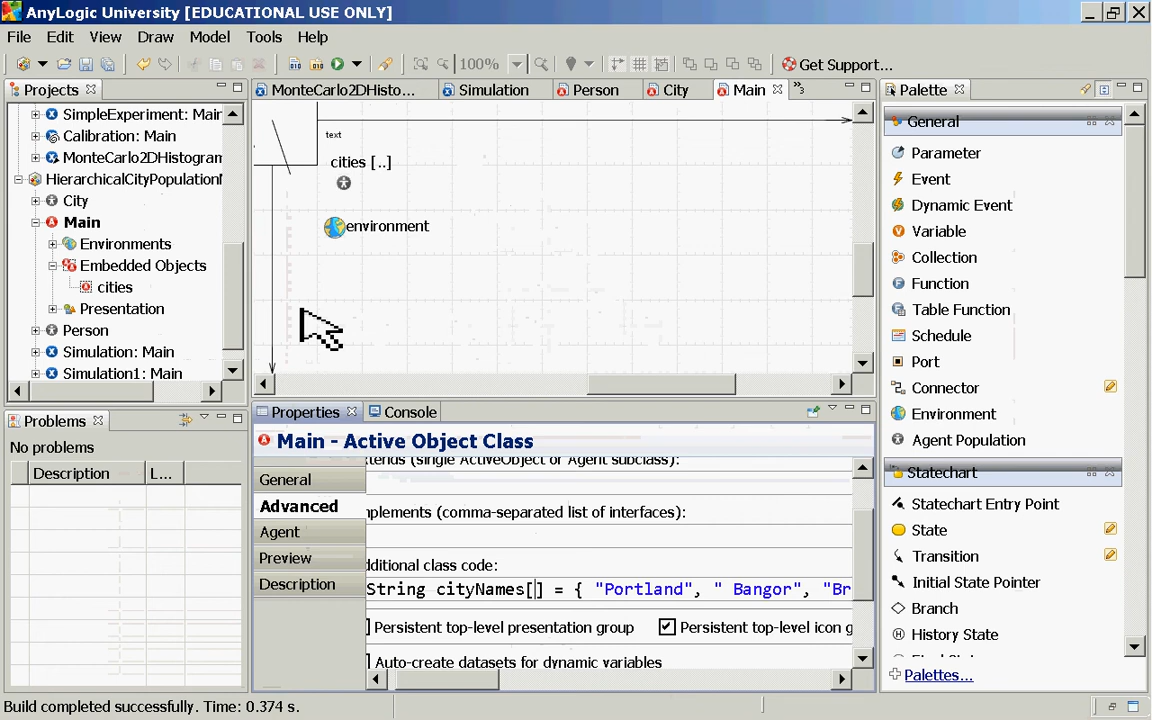 AnyLogic University [EDUCATIONAL USE ONLY]
File Edit View Draw Model Tools Help
100%
Get Support...
Projects
SimpleExperiment: Main
Calibration: Main
MonteCarlo2DHistogram
HierarchicalCityPopulation
City
Main
Environments
Embedded Objects
cities
Presentation
Person
Simulation: Main
Simulation1: Main
Problems
No problems
Description L...
MonteCarlo2DHisto... Simulation Person City Main »3
text
cities [..]
environment
Properties Console
Main - Active Object Class
General
Advanced
Agent
Preview
Description
xtends (single ActiveObject or Agent subclass):
mplements (comma-separated list of interfaces):
dditional class code:
String cityNames[] = { "Portland", " Bangor", "Br
Persistent top-level presentation group Persistent top-level icon g
Auto-create datasets for dynamic variables
Palette
General
Parameter
Event
Dynamic Event
Variable
Collection
Function
Table Function
Schedule
Port
Connector
Environment
Agent Population
Statechart
Statechart Entry Point
State
Transition
Initial State Pointer
Branch
History State
Palettes...
Build completed successfully. Time: 0.374 s.